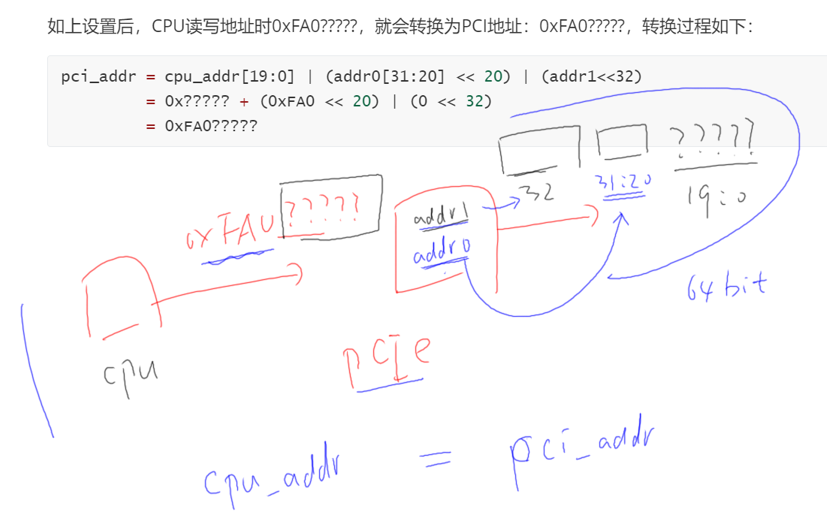 如上设置后，CPU读写地址时0xFA0?????，就会转换为PCI地址：0xFA0?????，转换过程如下：
pci_addr = cpu_addr[19:0] | (addr0[31:20] << 20) | (addr1<<32)
= 0x????? + (0xFA0 << 20) | (0 << 32)
= 0xFA0?????
?????
32
31:20
19:0
0xFA0 ?????
addr1
addr0
64bit
cpu
pcIe
cpu_addr = pci_addr